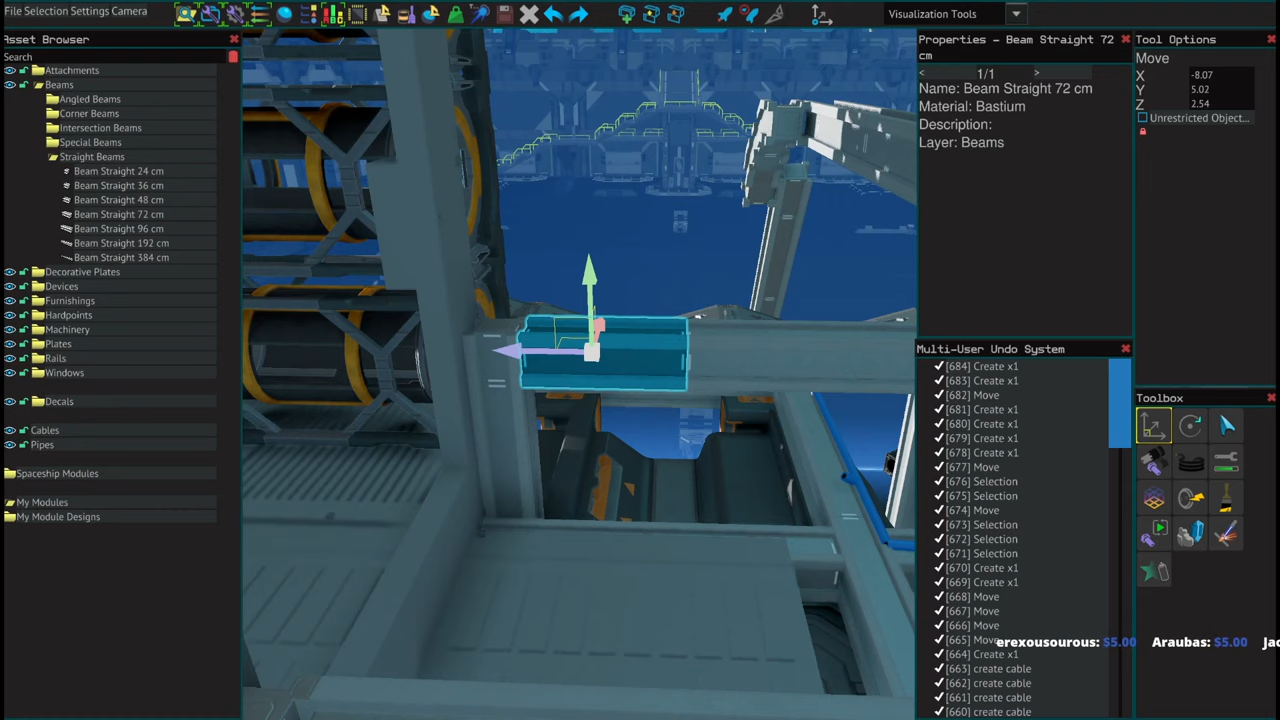 File Selection Settings Camera
Visualization Tools
Asset Browser
Search
Attachments
Beams
Angled Beams
Corner Beams
Intersection Beams
Special Beams
Straight Beams
Beam Straight 24 cm
Beam Straight 36 cm
Beam Straight 48 cm
Beam Straight 72 cm
Beam Straight 96 cm
Beam Straight 192 cm
Beam Straight 384 cm
Decorative Plates
Devices
Furnishings
Hardpoints
Machinery
Plates
Rails
Windows
Decals
Cables
Pipes
Spaceship Modules
My Modules
My Module Designs
Properties - Beam Straight 72
cm
< 1/1 >
Name: Beam Straight 72 cm
Material: Bastium
Description:
Layer: Beams
Multi-User Undo System
[684] Create x1
[683] Create x1
[682] Move
[681] Create x1
[680] Create x1
[679] Create x1
[678] Create x1
[677] Move
[676] Selection
[675] Selection
[674] Move
[673] Selection
[672] Selection
[671] Selection
[670] Create x1
[669] Create x1
[668] Move
[667] Move
[666] Move
[665] Move
[664] Create x1
[663] create cable
[662] create cable
[661] create cable
[660] create cable
Tool Options
Move
X -8.07
Y 5.02
Z 2.54
Unrestricted Object...
Toolbox
erexousourous: $5.00 Araubas: $5.00 Jac